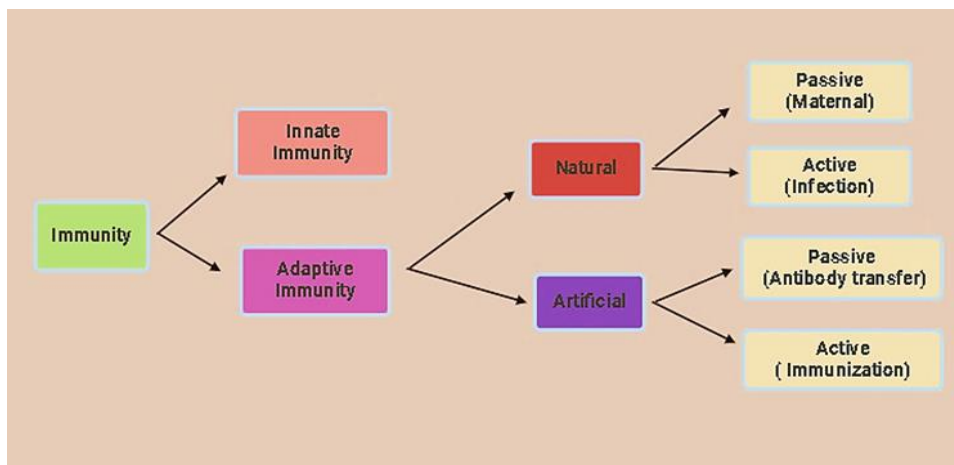 Immunity
Innate
Immunity
Adaptive
Immunity
Natural
Artificial
Passive
(Maternal)
Active
(Infection)
Passive
(Antibody transfer)
Active
( Immunization)